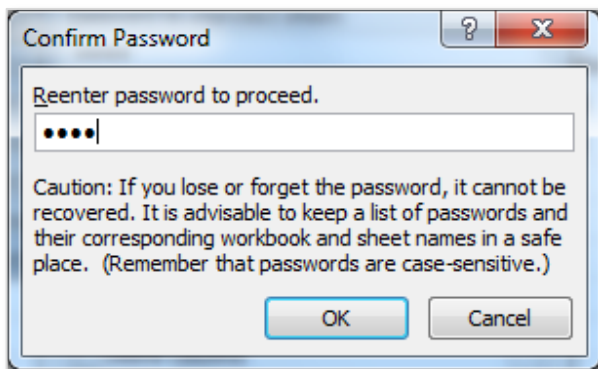 Confirm Password
?
X
Reenter password to proceed.
••••
Caution: If you lose or forget the password, it cannot be
recovered. It is advisable to keep a list of passwords and
their corresponding workbook and sheet names in a safe
place.  (Remember that passwords are case-sensitive.)
OK
Cancel